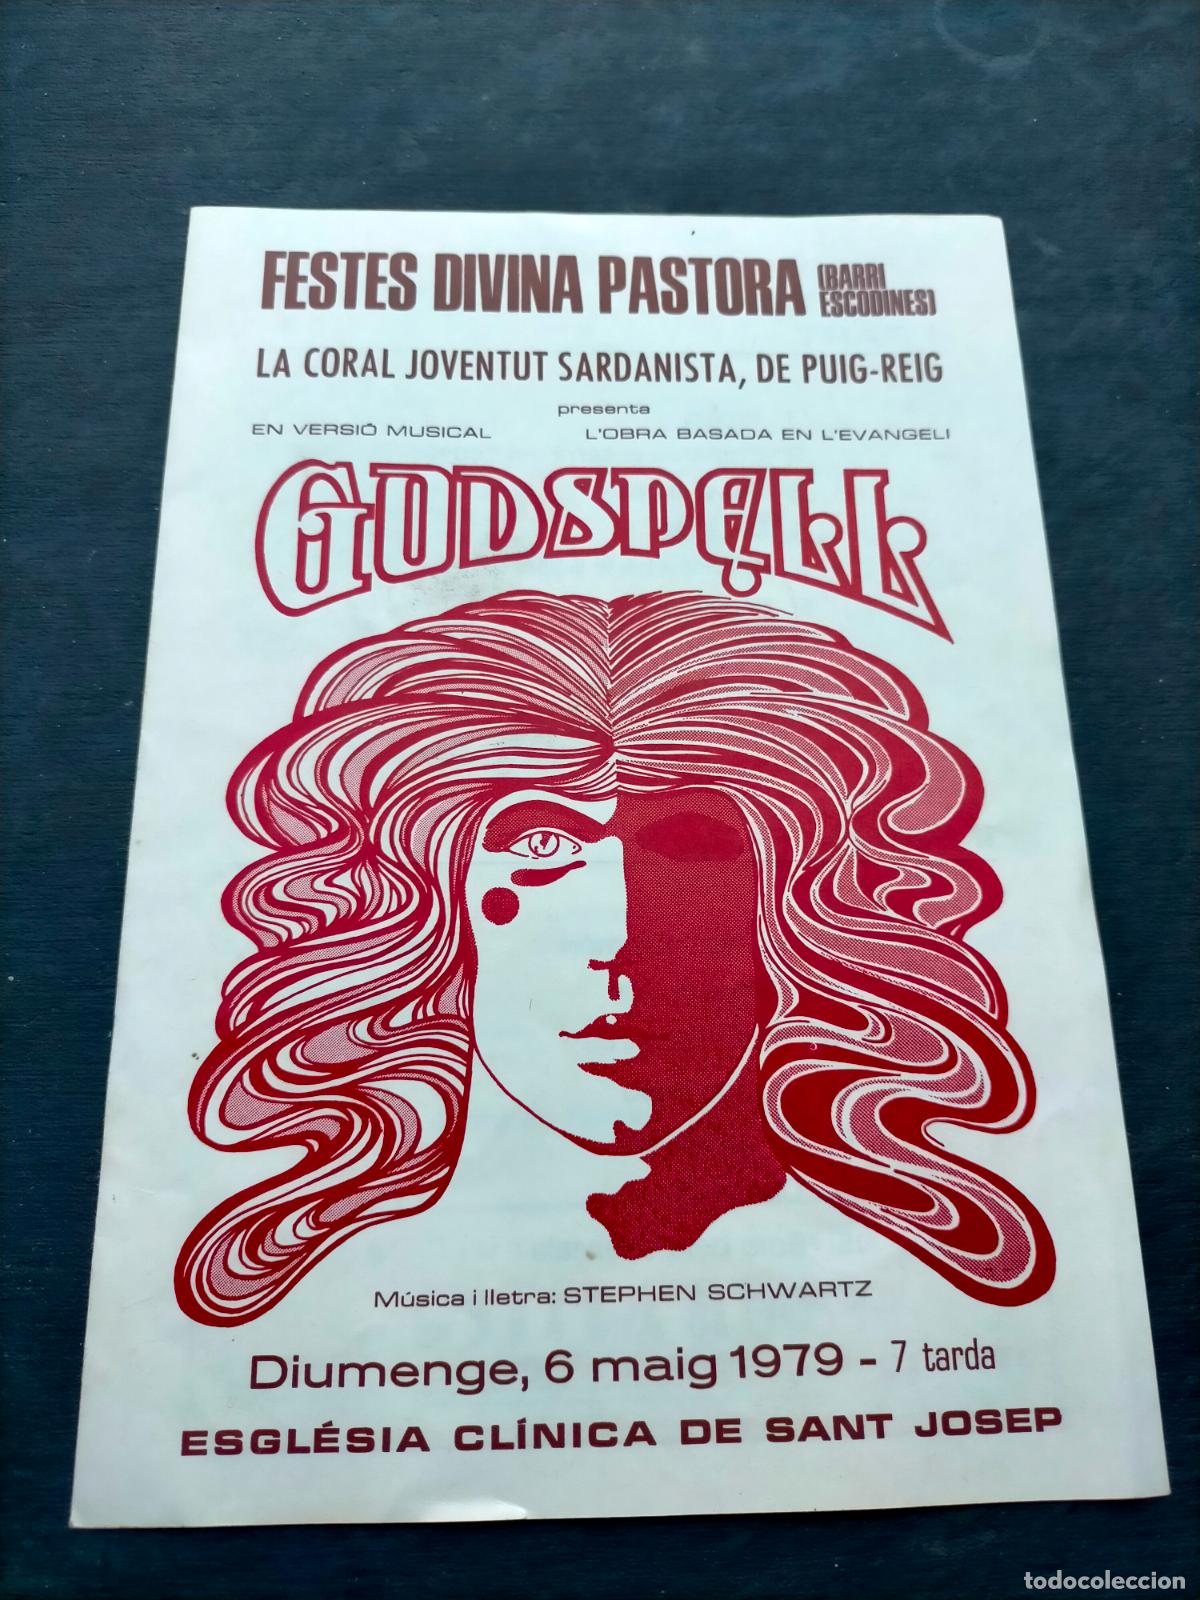 FESTES DIVINA PASTORA (BARRI ESCODINES)
LA CORAL JOVENTUT SARDANISTA, DE PUIG-REIG
presenta
EN VERSIÓ MUSICAL L'OBRA BASADA EN L'EVANGELI
GODSPELL
Música i lletra: STEPHEN SCHWARTZ
Diumenge, 6 maig 1979 - 7 tarda
ESGLÉSIA CLÍNICA DE SANT JOSEP
todocoleccion